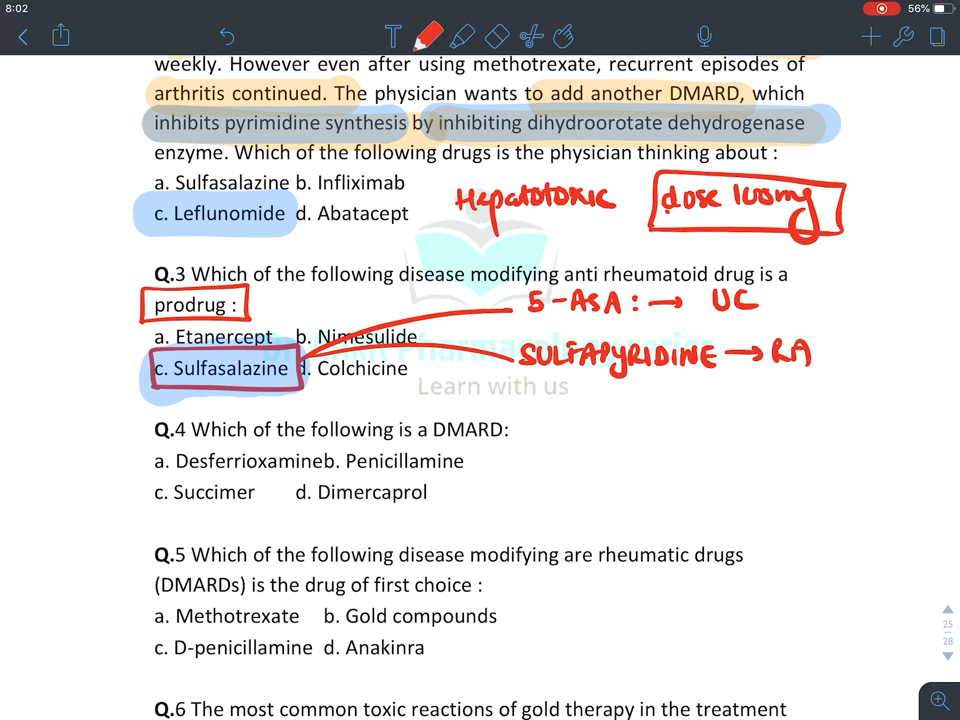 8:02
56%
weekly. However even after using methotrexate, recurrent episodes of
arthritis continued. The physician wants to add another DMARD, which
inhibits pyrimidine synthesis by inhibiting dihydroorotate dehydrogenase
enzyme. Which of the following drugs is the physician thinking about :
a. Sulfasalazine b. Infliximab
c. Leflunomide d. Abatacept
Hepatotoxic dose 100mg
Q.3 Which of the following disease modifying anti rheumatoid drug is a
prodrug :
5-ASA : → UC
a. Etanercept b. Nimesulide
SULFAPYRIDINE → RA
c. Sulfasalazine d. Colchicine
Learn with us
Q.4 Which of the following is a DMARD:
a. Desferrioxamineb. Penicillamine
c. Succimer d. Dimercaprol
Q.5 Which of the following disease modifying are rheumatic drugs
(DMARDs) is the drug of first choice :
a. Methotrexate b. Gold compounds
c. D-penicillamine d. Anakinra
25
28
Q.6 The most common toxic reactions of gold therapy in the treatment